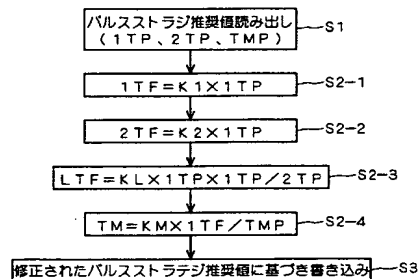 パルスストラジ推奨値読み出し
(1TP、2TP、TMP)
S1
1TF=K1×1TP
S2-1
2TF=K2×1TP
S2-2
LTF=KL×1TP×1TP/2TP
S2-3
TM=KM×1TF/TMP
S2-4
修正されたパルスストラテジ推奨値に基づき書き込み
S3